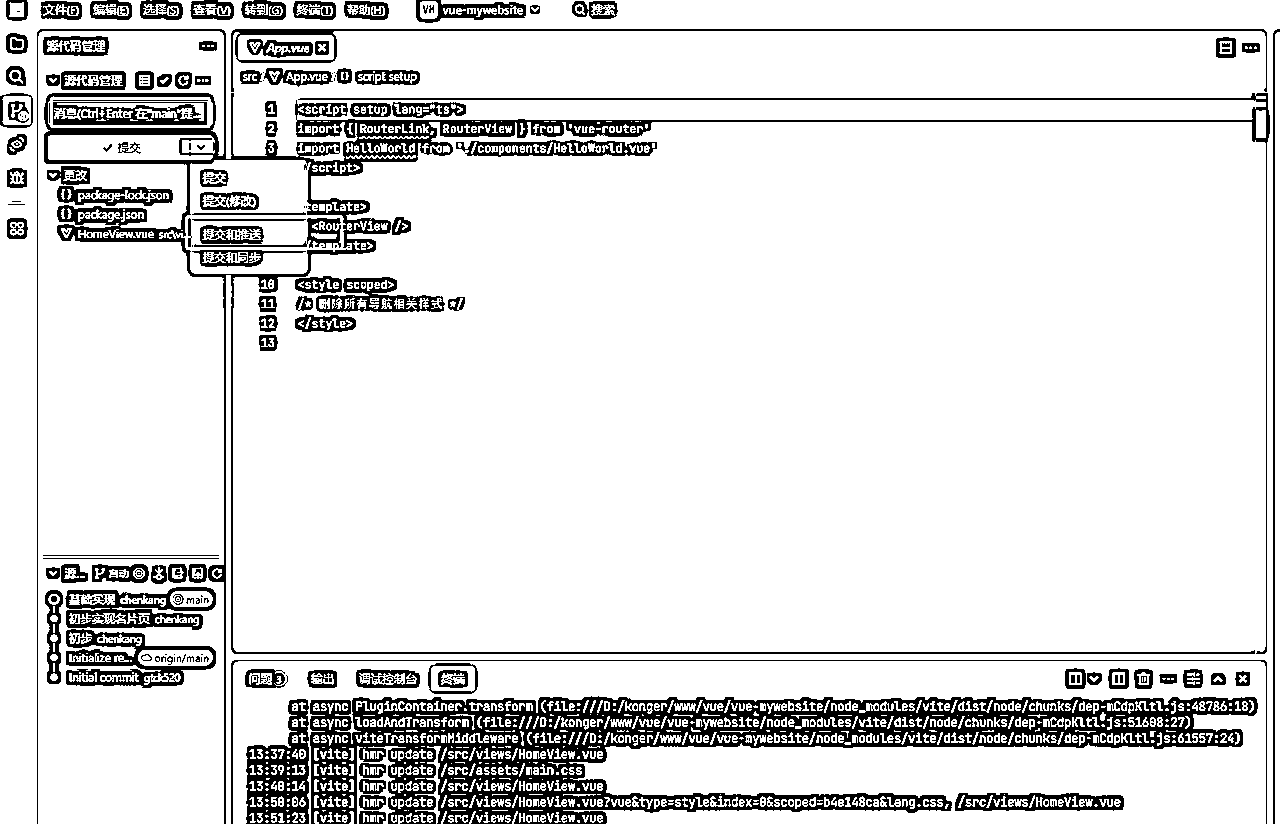 文件(F) 编辑(E) 选择(S) 查看(V) 转到(G) 终端(T) 帮助(H) VM vue-mywebsite 搜索
源代码管理
源代码管理
消息(Ctrl+Enter 在"main"提...
提交
更改
package-lock.json
package.json
HomeView.vue src\vi
提交
提交(修改)
提交和推送
提交和同步
App.vue
src App.vue {} script setup
1 <script setup lang="ts">
2 import { RouterLink, RouterView } from 'vue-router'
3 import HelloWorld from './components/HelloWorld.vue'
/script>
template>
<RouterView />
/template>
10 <style scoped>
11 /* 删除所有导航相关样式 */
12 </style>
13
源... 自动
基础实现 chenkang main
初步实现名片页 chenkang
初步 chenkang
Initialize re... origin/main
Initial commit gtck520
问题 3 输出 调试控制台 终端
at async PluginContainer.transform (file:///D:/konger/www/vue/vue-mywebsite/node_modules/vite/dist/node/chunks/dep-mCdpKltl.js:48786:18)
at async loadAndTransform (file:///D:/konger/www/vue/vue-mywebsite/node_modules/vite/dist/node/chunks/dep-mCdpKltl.js:51608:27)
at async viteTransformMiddleware (file:///D:/konger/www/vue/vue-mywebsite/node_modules/vite/dist/node/chunks/dep-mCdpKltl.js:61557:24)
13:37:40 [vite] hmr update /src/views/HomeView.vue
13:39:13 [vite] hmr update /src/assets/main.css
13:40:14 [vite] hmr update /src/views/HomeView.vue
13:50:06 [vite] hmr update /src/views/HomeView.vue?vue&type=style&index=0&scoped=b4e148ca&lang.css, /src/views/HomeView.vue
13:51:23 [vite] hmr update /src/views/HomeView.vue